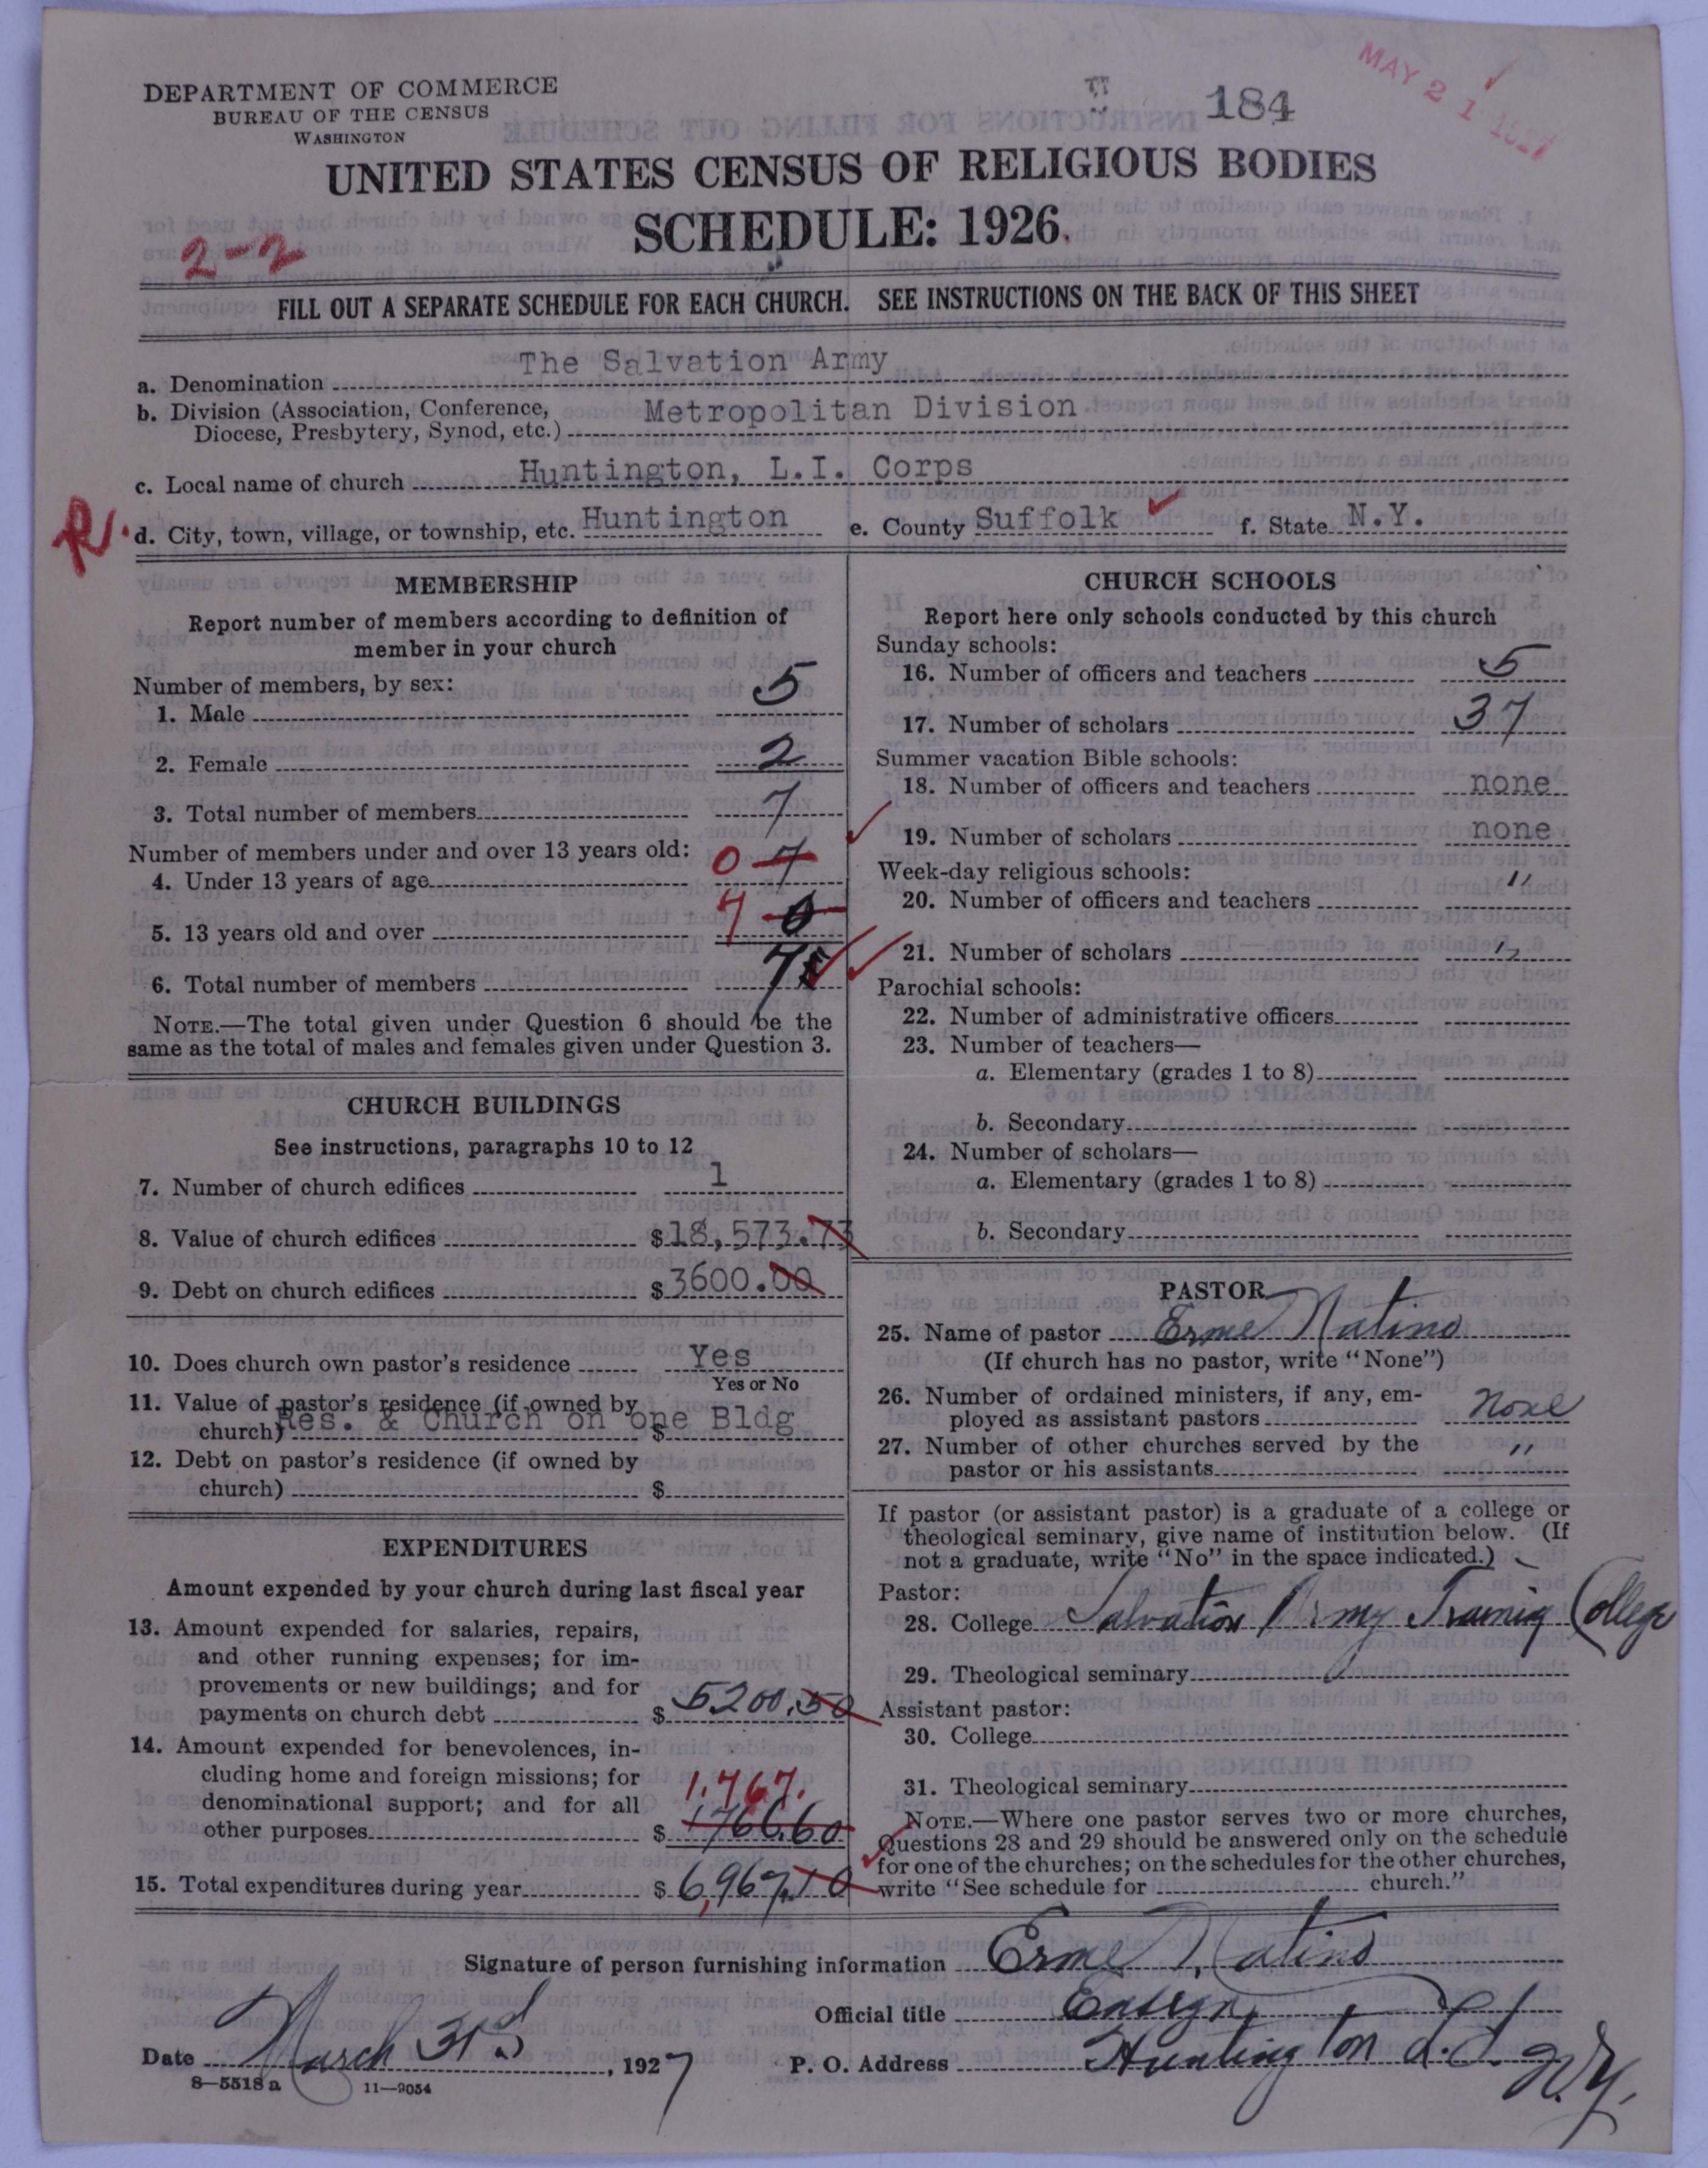 DEPARTMENT OF COMMERCE
BUREAU OF THE CENSUS
WASHINGTON
184
MAY 21 1927
UNITED STATES CENSUS OF RELIGIOUS BODIES
SCHEDULE: 1926.
2-2
FILL OUT A SEPARATE SCHEDULE FOR EACH CHURCH. SEE INSTRUCTIONS ON THE BACK OF THIS SHEET
a. Denomination The Salvation Army
b. Division (Association, Conference, Diocese, Presbytery, Synod, etc.) Metropolitan Division
c. Local name of church Huntington, L.I. Corps
R. d. City, town, village, or township, etc. Huntington e. County Suffolk f. State N.Y.
MEMBERSHIP
Report number of members according to definition of
member in your church
Number of members, by sex:
1. Male 5
2. Female 2
3. Total number of members 7
Number of members under and over 13 years old:
4. Under 13 years of age 0 7
5. 13 years old and over 7 0
6. Total number of members 7
NOTE.—The total given under Question 6 should be the
same as the total of males and females given under Question 3.
CHURCH BUILDINGS
See instructions, paragraphs 10 to 12
7. Number of church edifices 1
8. Value of church edifices $18,573.73
9. Debt on church edifices $3600.00
10. Does church own pastor's residence Yes
Yes or No
11. Value of pastor's residence (if owned by
church) Res. & Church on one Bldg $
12. Debt on pastor's residence (if owned by
church) $
EXPENDITURES
Amount expended by your church during last fiscal year
13. Amount expended for salaries, repairs,
and other running expenses; for im-
provements or new buildings; and for
payments on church debt $ 5200.50
14. Amount expended for benevolences, in-
cluding home and foreign missions; for
denominational support; and for all 1,767.
other purposes $ 1766.60
15. Total expenditures during year $ 6,967.10
CHURCH SCHOOLS
Report here only schools conducted by this church
Sunday schools:
16. Number of officers and teachers 5
17. Number of scholars 37
Summer vacation Bible schools:
18. Number of officers and teachers none
19. Number of scholars none
Week-day religious schools:
20. Number of officers and teachers "
21. Number of scholars "
Parochial schools:
22. Number of administrative officers
23. Number of teachers—
a. Elementary (grades 1 to 8)
b. Secondary
24. Number of scholars—
a. Elementary (grades 1 to 8)
b. Secondary
PASTOR
25. Name of pastor Erme Natino
(If church has no pastor, write "None")
26. Number of ordained ministers, if any, em-
ployed as assistant pastors None
27. Number of other churches served by the
pastor or his assistants "
If pastor (or assistant pastor) is a graduate of a college or
theological seminary, give name of institution below. (If
not a graduate, write "No" in the space indicated.)
Pastor:
28. College Salvation Army Training College
29. Theological seminary
Assistant pastor:
30. College
31. Theological seminary
NOTE.—Where one pastor serves two or more churches,
Questions 28 and 29 should be answered only on the schedule
for one of the churches; on the schedules for the other churches,
write "See schedule for church."
Signature of person furnishing information Erme Natino
Official title Ensign
Date March 31st, 1927 P. O. Address Huntington L.I. N.Y.
8—5518 a 11—9054